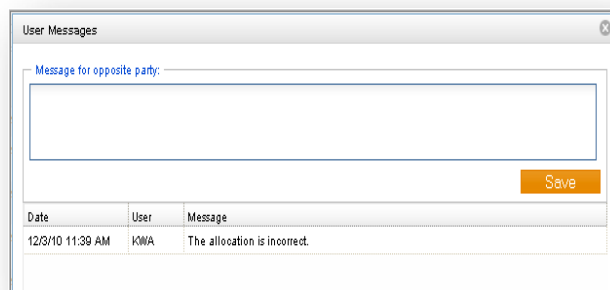 User Messages
Message for opposite party:
Save
Date User Message
12/3/10 11:39 AM KWA The allocation is incorrect.